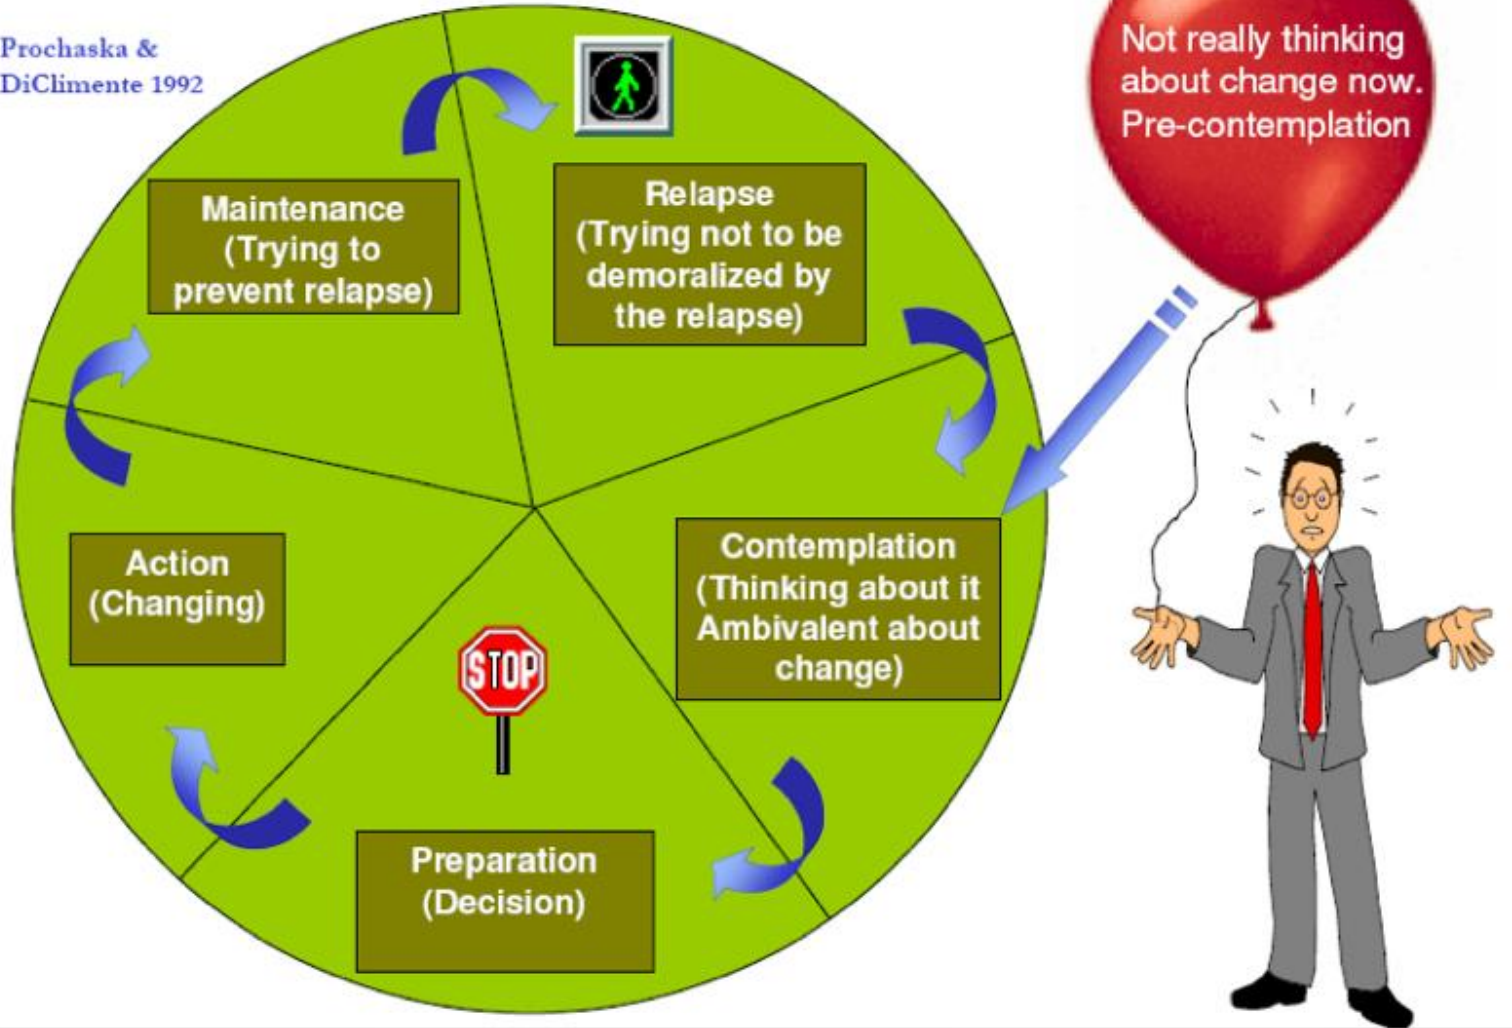 Prochaska &
DiClimente 1992
Not really thinking
about change now.
Pre-contemplation
Maintenance
(Trying to
prevent relapse)
Relapse
(Trying not to be
demoralized by
the relapse)
Action
(Changing)
STOP
Contemplation
(Thinking about it
Ambivalent about
change)
Preparation
(Decision)